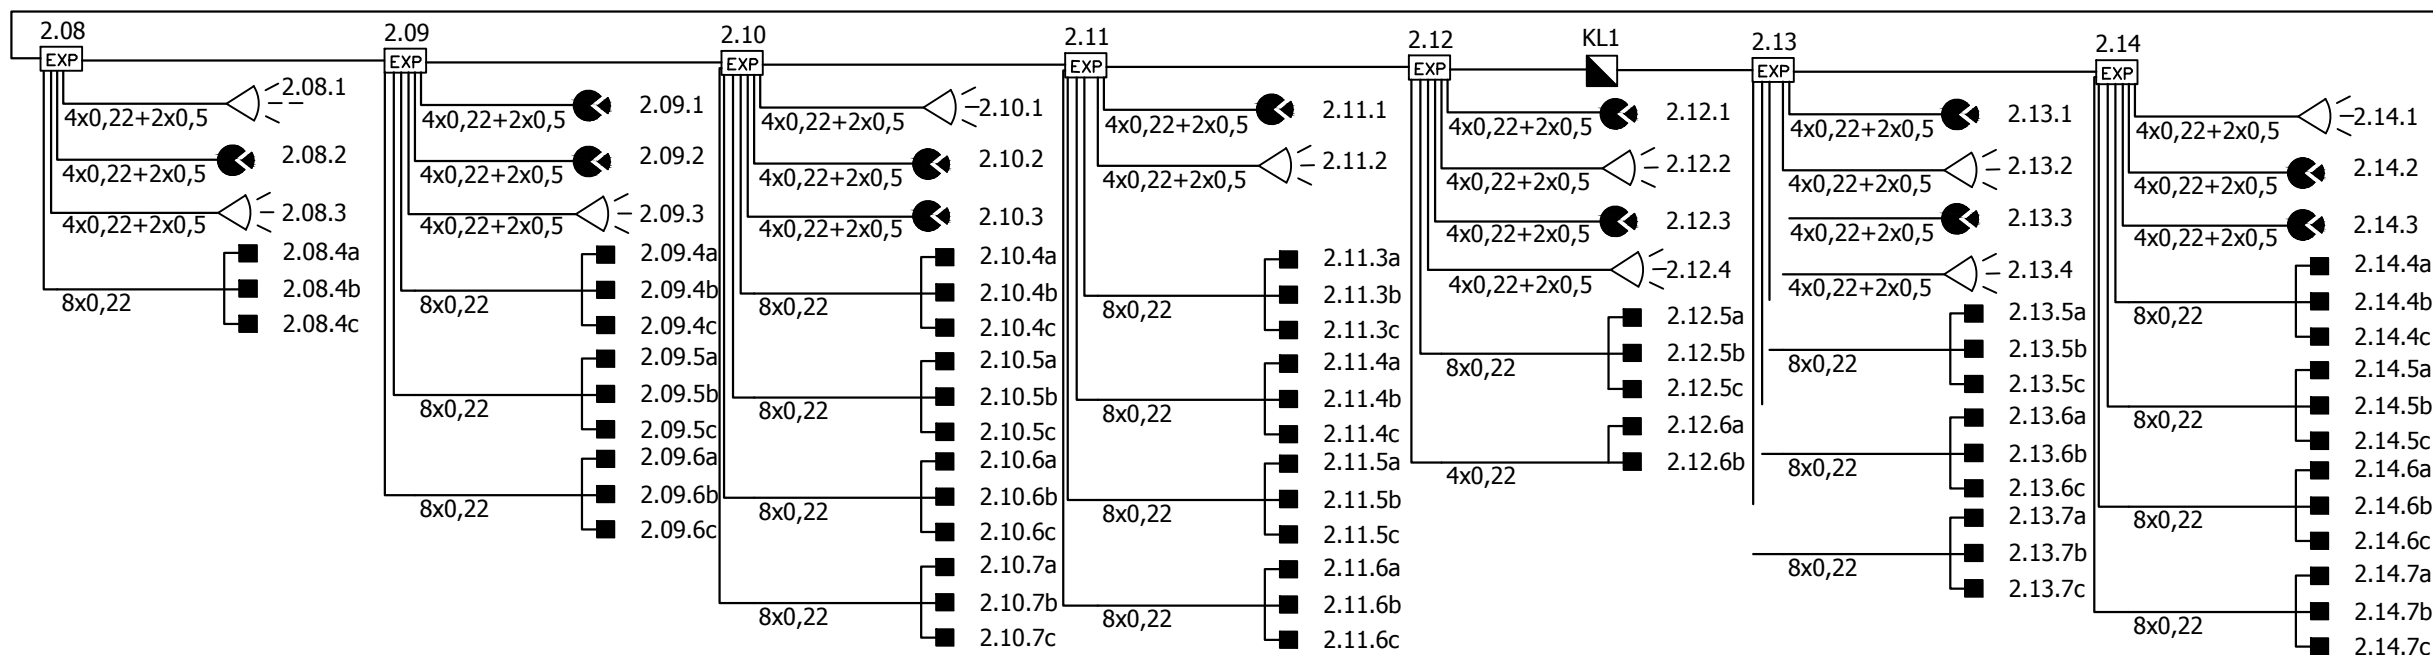 2.08
EXP
2.08.1
4x0,22+2x0,5
2.08.2
4x0,22+2x0,5
2.08.3
4x0,22+2x0,5
2.08.4a
2.08.4b
8x0,22
2.08.4c
2.09
EXP
2.09.1
4x0,22+2x0,5
2.09.2
4x0,22+2x0,5
2.09.3
4x0,22+2x0,5
2.09.4a
2.09.4b
8x0,22
2.09.4c
2.09.5a
2.09.5b
8x0,22
2.09.5c
2.09.6a
2.09.6b
8x0,22
2.09.6c
2.10
EXP
2.10.1
4x0,22+2x0,5
2.10.2
4x0,22+2x0,5
2.10.3
4x0,22+2x0,5
2.10.4a
2.10.4b
8x0,22
2.10.4c
2.10.5a
2.10.5b
8x0,22
2.10.5c
2.10.6a
2.10.6b
8x0,22
2.10.6c
2.10.7a
2.10.7b
8x0,22
2.10.7c
2.11
EXP
2.11.1
4x0,22+2x0,5
2.11.2
4x0,22+2x0,5
2.11.3a
2.11.3b
8x0,22
2.11.3c
2.11.4a
2.11.4b
8x0,22
2.11.4c
2.11.5a
2.11.5b
8x0,22
2.11.5c
2.11.6a
2.11.6b
8x0,22
2.11.6c
2.12
EXP
2.12.1
4x0,22+2x0,5
2.12.2
4x0,22+2x0,5
2.12.3
4x0,22+2x0,5
2.12.4
4x0,22+2x0,5
2.12.5a
2.12.5b
8x0,22
2.12.5c
2.12.6a
2.12.6b
4x0,22
KL1
2.13
EXP
2.13.1
4x0,22+2x0,5
2.13.2
4x0,22+2x0,5
2.13.3
4x0,22+2x0,5
2.13.4
4x0,22+2x0,5
2.13.5a
2.13.5b
8x0,22
2.13.5c
2.13.6a
2.13.6b
8x0,22
2.13.6c
2.13.7a
2.13.7b
8x0,22
2.13.7c
2.14
EXP
2.14.1
4x0,22+2x0,5
2.14.2
4x0,22+2x0,5
2.14.3
4x0,22+2x0,5
2.14.4a
2.14.4b
8x0,22
2.14.4c
2.14.5a
2.14.5b
8x0,22
2.14.5c
2.14.6a
2.14.6b
8x0,22
2.14.6c
2.14.7a
2.14.7b
8x0,22
2.14.7c